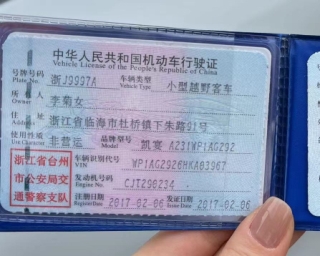 中华人民共和国机动车行驶证
Vehicle License of the People's Republic of China
号牌号码 浙J9997A 车辆类型 小型越野客车
Plate No. Vehicle Type
所有人 李菊女
Owner
住址 浙江省临海市杜桥镇下朱路91号
Address
使用性质 非营运 品牌型号 凯宴 A231WP1AG292
Use Character Model
浙江省台州 车辆识别代号 WP1AG2926HKA03967
市公安局交 VIN
通警察支队 发动机号码 CJT290234
Engine No.
注册日期 2017-02-06 发证日期 2017-02-06
Register Date Issue Date